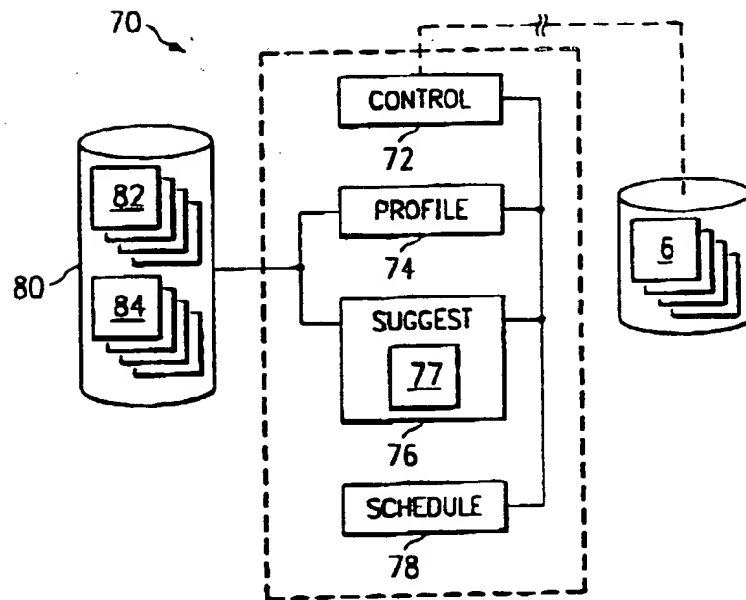 70
CONTROL
72
82
PROFILE
74
6
80
84
SUGGEST
77
76
SCHEDULE
78